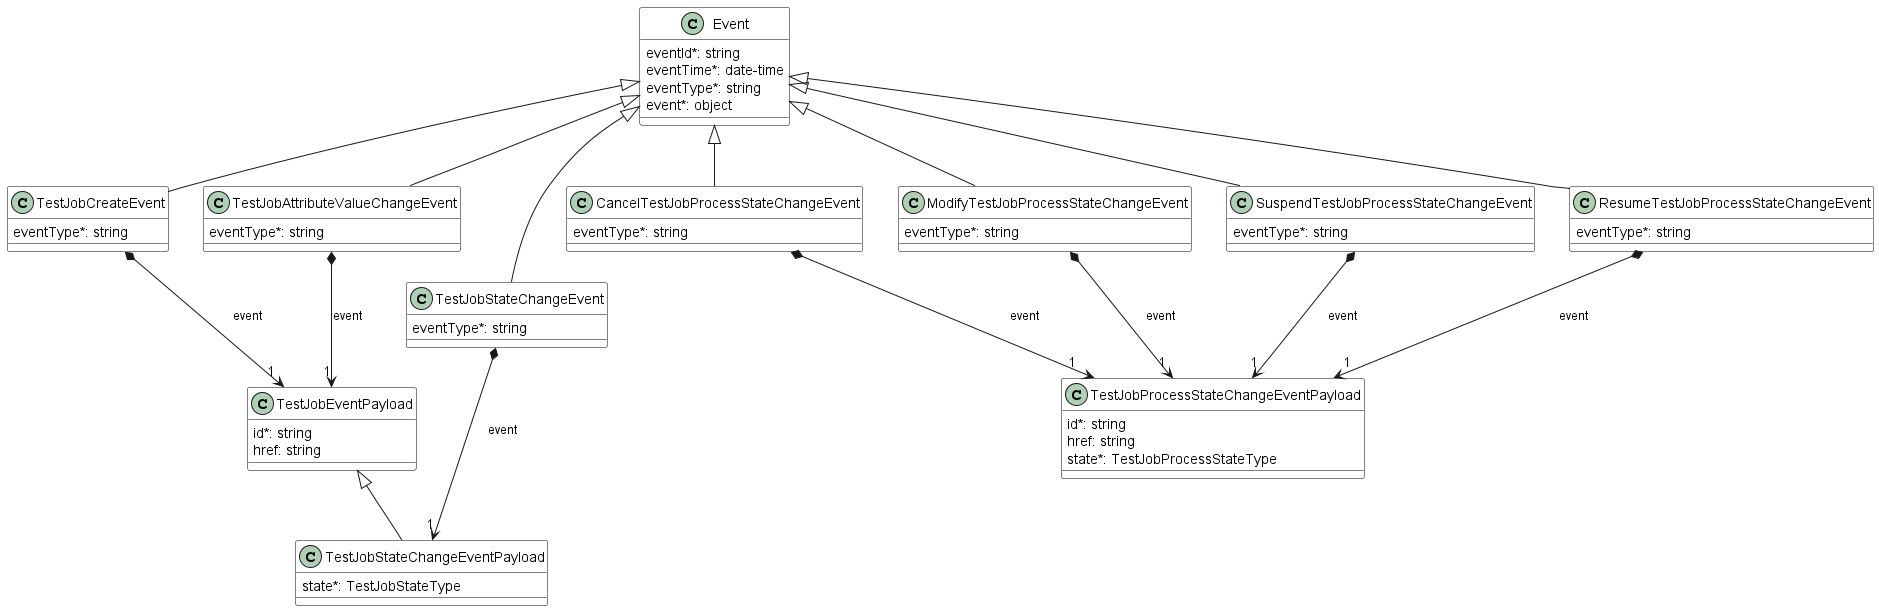 C Event
eventId*: string
eventTime*: date-time
eventType*: string
event*: object
C TestJobCreateEvent
eventType*: string
C TestJobAttributeValueChangeEvent
eventType*: string
C CancelTestJobProcessStateChangeEvent
eventType*: string
C ModifyTestJobProcessStateChangeEvent
eventType*: string
C SuspendTestJobProcessStateChangeEvent
eventType*: string
C ResumeTestJobProcessStateChangeEvent
eventType*: string
C TestJobStateChangeEvent
eventType*: string
event
event
event
event
event
event
1
1
1
1
1
1
C TestJobEventPayload
id*: string
href: string
C TestJobProcessStateChangeEventPayload
id*: string
href: string
state*: TestJobProcessStateType
event
1
C TestJobStateChangeEventPayload
state*: TestJobStateType